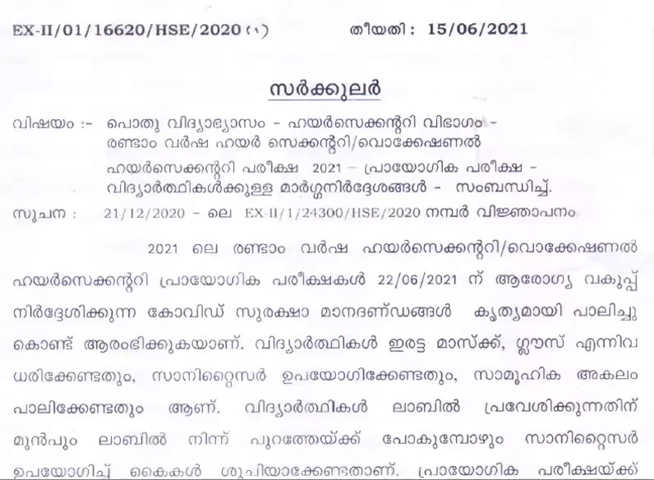 EX-II/01/16620/HSE/2020 (1) തീയതി : 15/06/2021
സർക്കുലർ
വിഷയം :- പൊതു വിദ്യാഭ്യാസം - ഹയർസെക്കന്ററി വിഭാഗം -
രണ്ടാം വർഷ ഹയർ സെക്കന്ററി/വൊക്കേഷണൽ
ഹയർസെക്കന്ററി പരീക്ഷ 2021 – പ്രായോഗിക പരീക്ഷ -
വിദ്യാർത്ഥികൾക്കുള്ള മാർഗ്ഗനിർദ്ദേശങ്ങൾ - സംബന്ധിച്ച്.
സൂചന : 21/12/2020 - ലെ EX-II/1/24300/HSE/2020 നമ്പർ വിജ്ഞാപനം
2021 ലെ രണ്ടാം വർഷ ഹയർസെക്കന്ററി/വൊക്കേഷണൽ
ഹയർസെക്കന്ററി പ്രായോഗിക പരീക്ഷകൾ 22/06/2021 ന് ആരോഗ്യ വകുപ്പ്
നിർദ്ദേശിക്കുന്ന കോവിഡ് സുരക്ഷാ മാനദണ്ഡങ്ങൾ കൃത്യമായി പാലിച്ചു
കൊണ്ട് ആരംഭിക്കുകയാണ്. വിദ്യാർത്ഥികൾ ഇരട്ട മാസ്ക്ക്, ഗ്ലൗസ് എന്നിവ
ധരിക്കേണ്ടതും, സാനിറ്റൈസർ ഉപയോഗിക്കേണ്ടതും, സാമൂഹിക അകലം
പാലിക്കേണ്ടതും ആണ്. വിദ്യാർത്ഥികൾ ലാബിൽ പ്രവേശിക്കുന്നതിന്
മുൻപും ലാബിൽ നിന്ന് പുറത്തേയ്ക്ക് പോകുമ്പോഴും സാനിറ്റൈസർ
ഉപയോഗിച്ച് കൈകൾ ശുചിയാക്കേണ്ടതാണ്. പ്രായോഗിക പരീക്ഷയ്ക്ക്